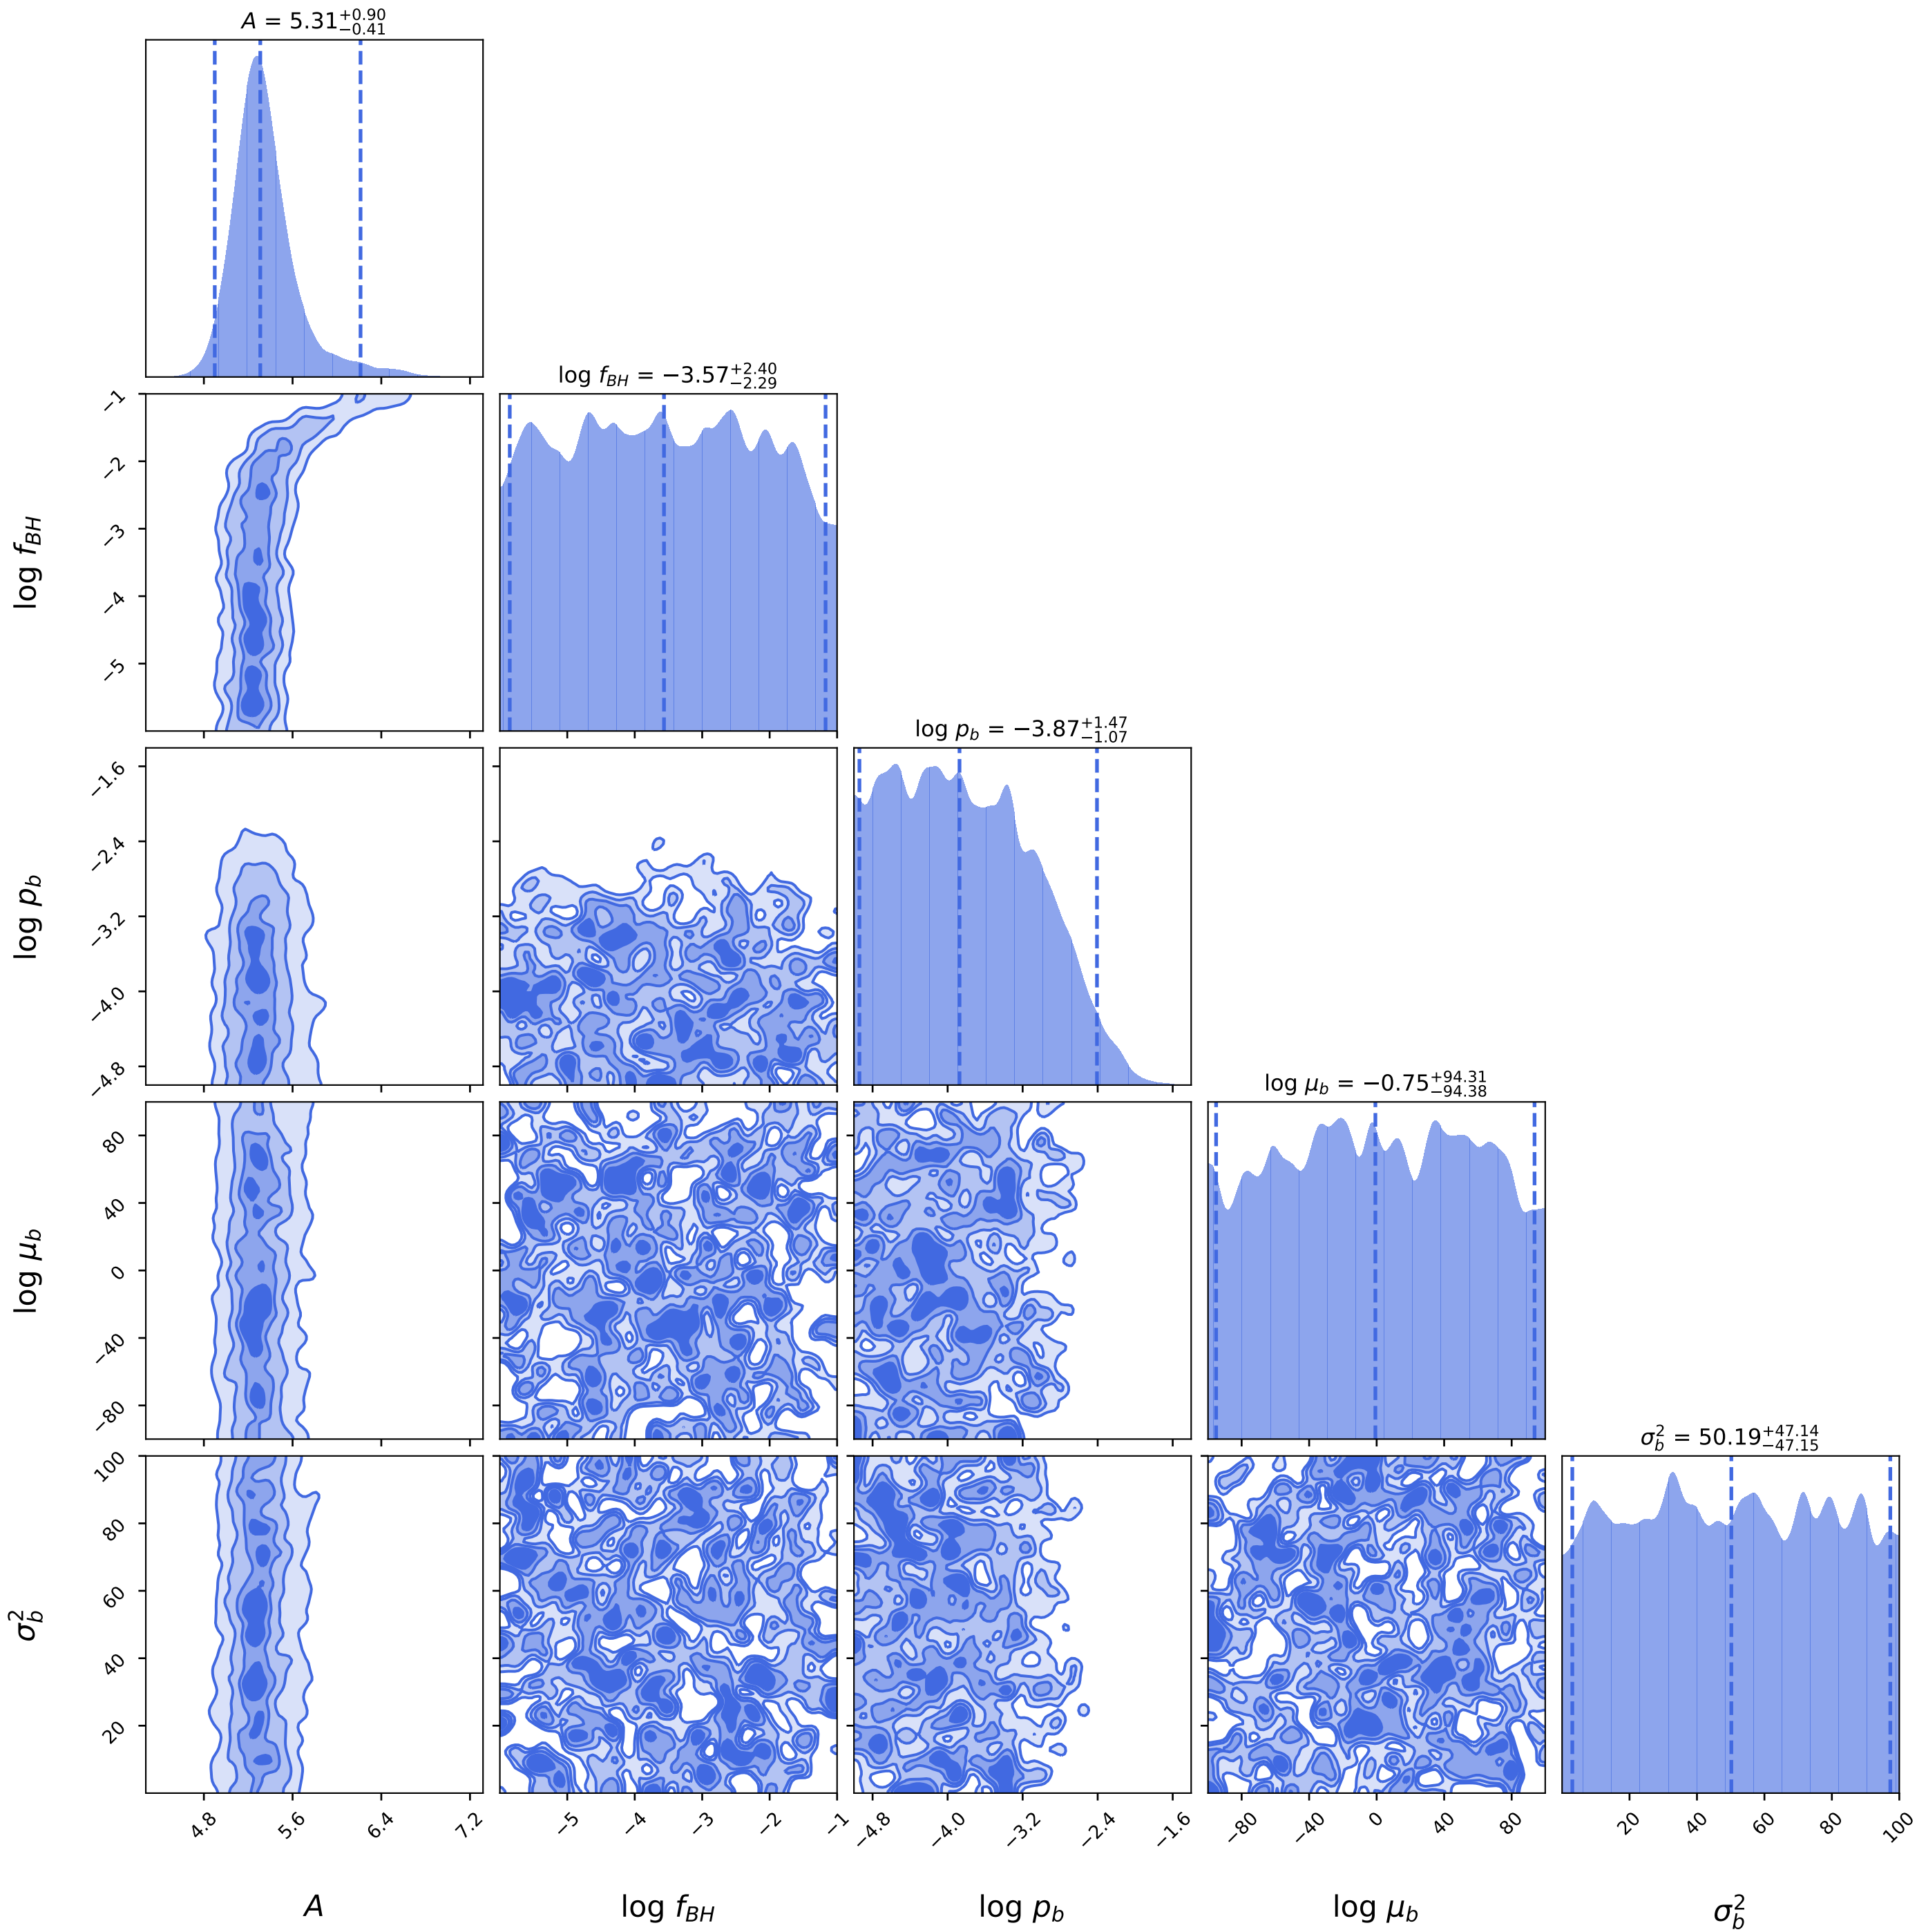 A = 5.31^{+0.90}_{−0.41}
log f_{BH} = −3.57^{+2.40}_{−2.29}
−1
−2
−3
−4
−5
log f_{BH}
log p_b = −3.87^{+1.47}_{−1.07}
−1.6
−2.4
−3.2
−4.0
−4.8
log p_b
log μ_b = −0.75^{+94.31}_{−94.38}
80
40
0
−40
−80
log μ_b
σ_b^2 = 50.19^{+47.14}_{−47.15}
100
80
60
40
20
σ_b^2
4.8 5.6 6.4 7.2
−5 −4 −3 −2 −1
−4.8 −4.0 −3.2 −2.4 −1.6
−80 −40 0 40 80
20 40 60 80 100
A
log f_{BH}
log p_b
log μ_b
σ_b^2